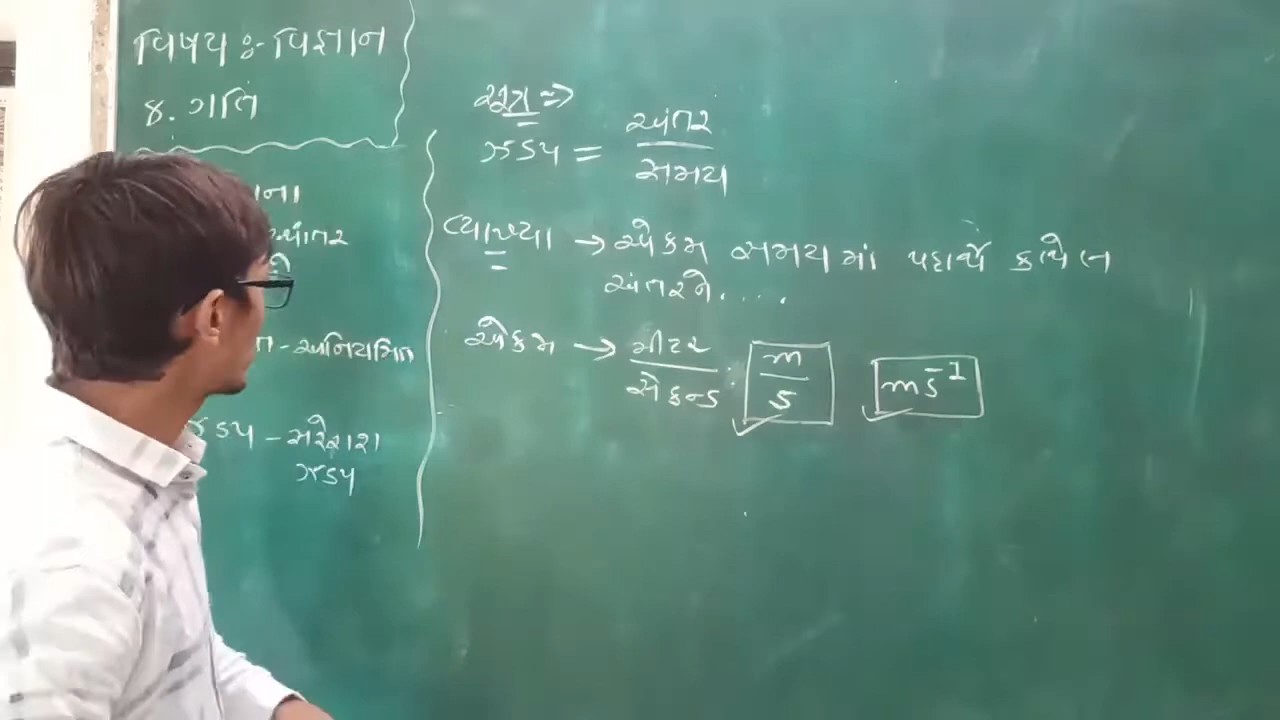 વિષય :- વિજ્ઞાન
8. ગતિ
સ્થાંતર
- અનિયમિત
ઝડપ - સરેરાશ
ઝડપ
સૂત્ર ⇒
ઝડપ = અંતર / સમય
વ્યાખ્યા → એકમ સમયમાં પદાર્થે કાપેલ
અંતરને....
એકમ → મીટર / સેકન્ડ m / s ms⁻¹